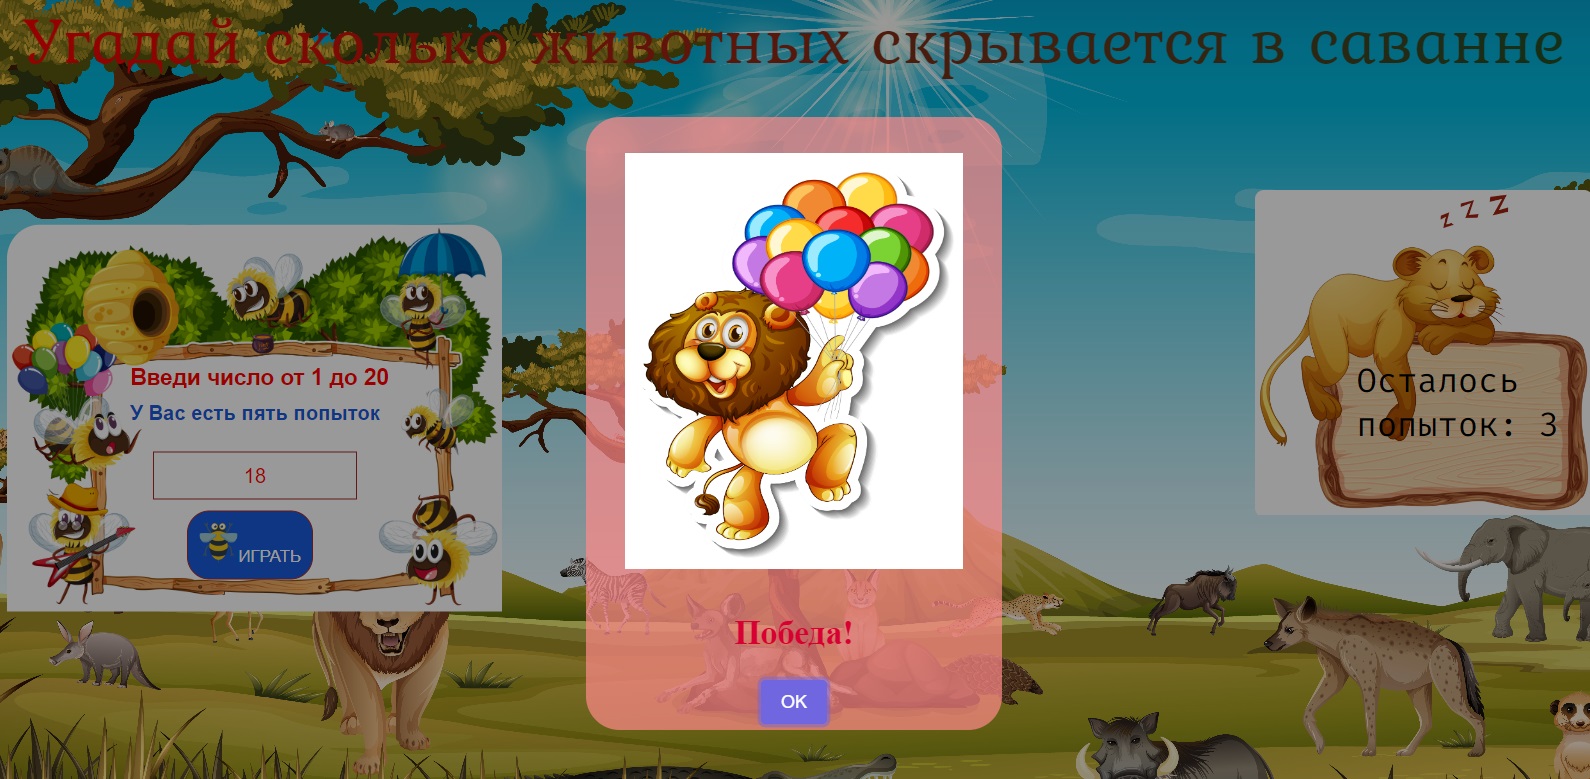 Угадай сколько животных скрывается в саванне
Введи число от 1 до 20
У Вас есть пять попыток
18
ИГРАТЬ
Победа!
OK
z z z
Осталось
попыток: 3